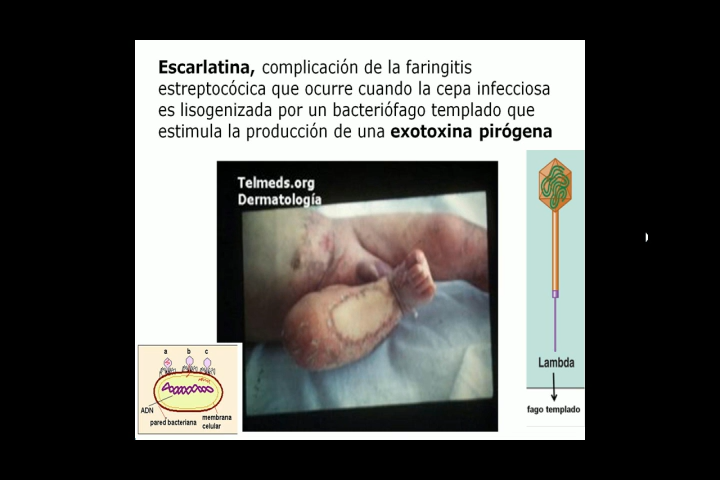 Escarlatina, complicación de la faringitis
estreptocócica que ocurre cuando la cepa infecciosa
es lisogenizada por un bacteriófago templado que
estimula la producción de una exotoxina pirógena
Telmeds.org
Dermatología
Lambda
fago templado
a b c
ADN
pared bacteriana
membrana
celular